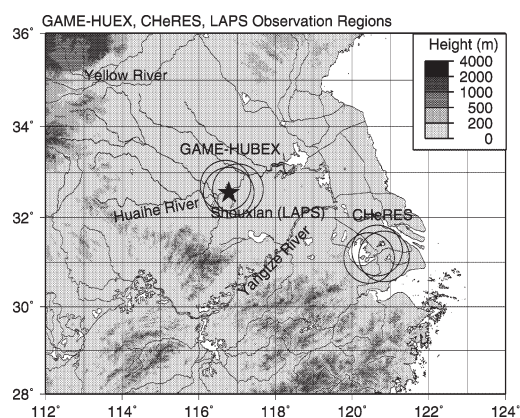 GAME-HUEX, CHeRES, LAPS Observation Regions
36°
Height (m)
4000
2000
1000
500
200
0
Yellow River
34°
GAME-HUBEX
Huaihe River
Shouxian (LAPS)
CHeRES
32°
Yangtze River
30°
28°
112° 114° 116° 118° 120° 122° 124°